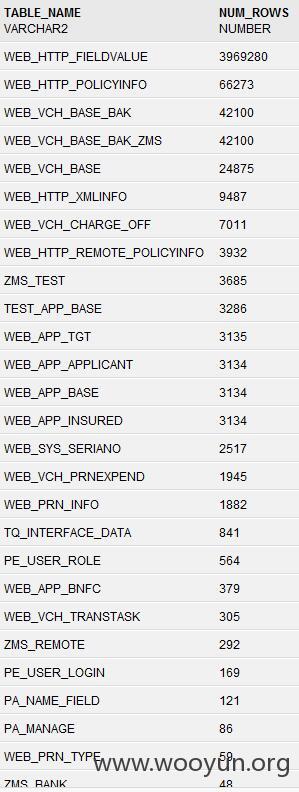 TABLE_NAME NUM_ROWS
VARCHAR2 NUMBER
WEB_HTTP_FIELDVALUE 3969280
WEB_HTTP_POLICYINFO 66273
WEB_VCH_BASE_BAK 42100
WEB_VCH_BASE_BAK_ZMS 42100
WEB_VCH_BASE 24875
WEB_HTTP_XMLINFO 9487
WEB_VCH_CHARGE_OFF 7011
WEB_HTTP_REMOTE_POLICYINFO 3932
ZMS_TEST 3685
TEST_APP_BASE 3286
WEB_APP_TGT 3135
WEB_APP_APPLICANT 3134
WEB_APP_BASE 3134
WEB_APP_INSURED 3134
WEB_SYS_SERIANO 2517
WEB_VCH_PRNEXPEND 1945
WEB_PRN_INFO 1882
TQ_INTERFACE_DATA 841
PE_USER_ROLE 564
WEB_APP_BNFC 379
WEB_VCH_TRANSTASK 305
ZMS_REMOTE 292
PE_USER_LOGIN 169
PA_NAME_FIELD 121
PA_MANAGE 86
WEB_PRN_TYPE 59
www.wooyun.org
ZMS_BANK 48